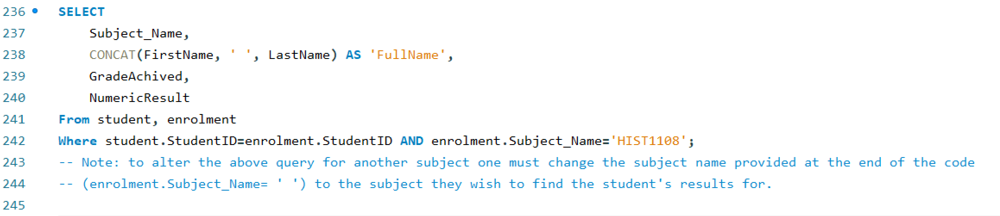 236 SELECT
237 Subject_Name,
238 CONCAT(FirstName, ' ', LastName) AS 'FullName',
239 GradeAchived,
240 NumericResult
241 From student, enrolment
242 Where student.StudentID=enrolment.StudentID AND enrolment.Subject_Name='HIST1108';
243 -- Note: to alter the above query for another subject one must change the subject name provided at the end of the code
244 -- (enrolment.Subject_Name= ' ') to the subject they wish to find the student's results for.
245